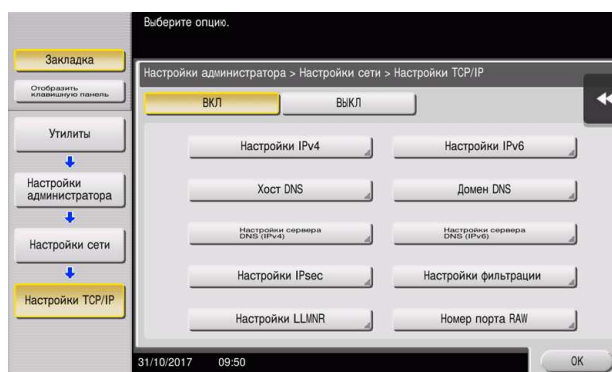 Выберите опцию.
Закладка
Отобразить
клавишную панель
Утилиты
Настройки
администратора
Настройки сети
Настройки TCP/IP
Настройки администратора > Настройки сети > Настройки TCP/IP
ВКЛ
ВЫКЛ
Настройки IPv4
Настройки IPv6
Хост DNS
Домен DNS
Настройки сервера
DNS (IPv4)
Настройки сервера
DNS (IPv6)
Настройки IPsec
Настройки фильтрации
Настройки LLMNR
Номер порта RAW
31/10/2017 09:50
OK